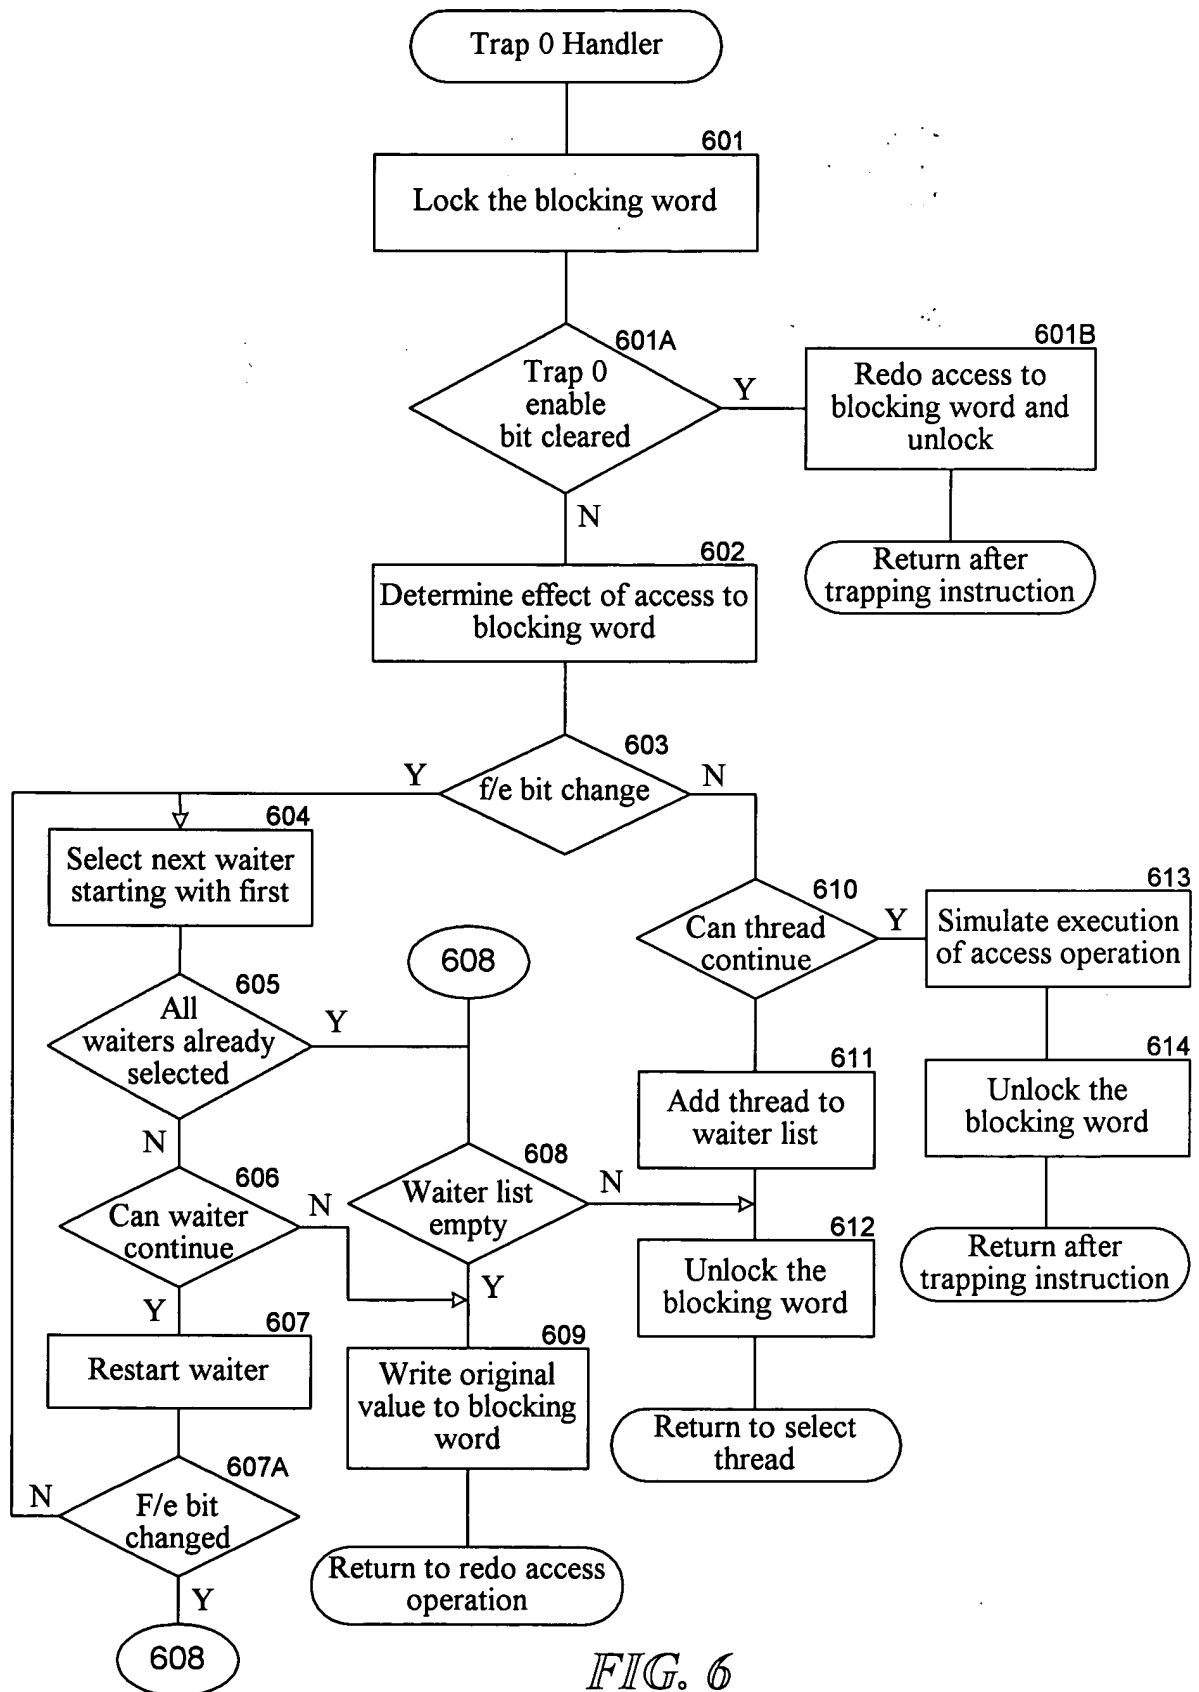 Trap 0 Handler
601
Lock the blocking word
601A
Trap 0
enable
bit cleared
Y
N
601B
Redo access to
blocking word and
unlock
Return after
trapping instruction
602
Determine effect of access to
blocking word
603
f/e bit change
Y
N
604
Select next waiter
starting with first
605
All
waiters already
selected
Y
N
606
Can waiter
continue
N
Y
607
Restart waiter
607A
F/e bit
changed
N
Y
608
608
608
Waiter list
empty
N
Y
609
Write original
value to blocking
word
Return to redo access
operation
610
Can thread
continue
Y
611
Add thread to
waiter list
612
Unlock the
blocking word
Return to select
thread
613
Simulate execution
of access operation
614
Unlock the
blocking word
Return after
trapping instruction
FIG. 6